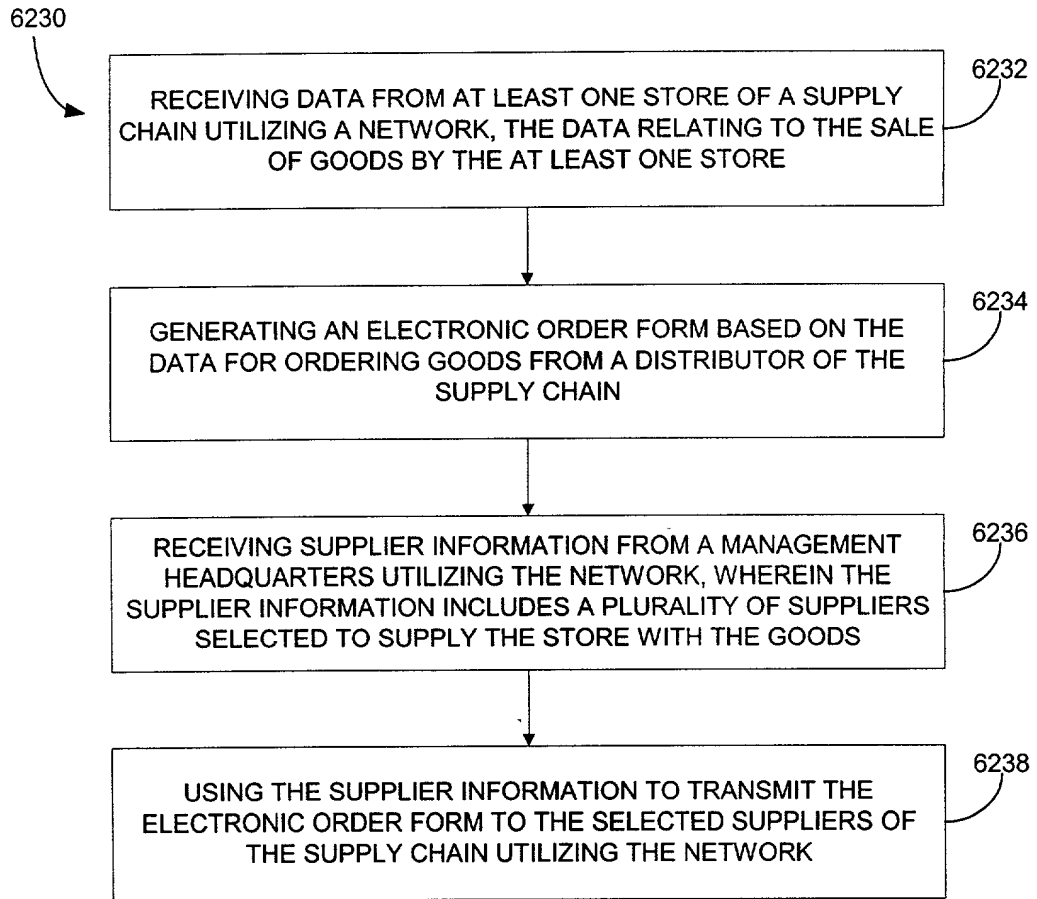 6230
6232
RECEIVING DATA FROM AT LEAST ONE STORE OF A SUPPLY
CHAIN UTILIZING A NETWORK, THE DATA RELATING TO THE SALE
OF GOODS BY THE AT LEAST ONE STORE
6234
GENERATING AN ELECTRONIC ORDER FORM BASED ON THE
DATA FOR ORDERING GOODS FROM A DISTRIBUTOR OF THE
SUPPLY CHAIN
6236
RECEIVING SUPPLIER INFORMATION FROM A MANAGEMENT
HEADQUARTERS UTILIZING THE NETWORK, WHEREIN THE
SUPPLIER INFORMATION INCLUDES A PLURALITY OF SUPPLIERS
SELECTED TO SUPPLY THE STORE WITH THE GOODS
6238
USING THE SUPPLIER INFORMATION TO TRANSMIT THE
ELECTRONIC ORDER FORM TO THE SELECTED SUPPLIERS OF
THE SUPPLY CHAIN UTILIZING THE NETWORK